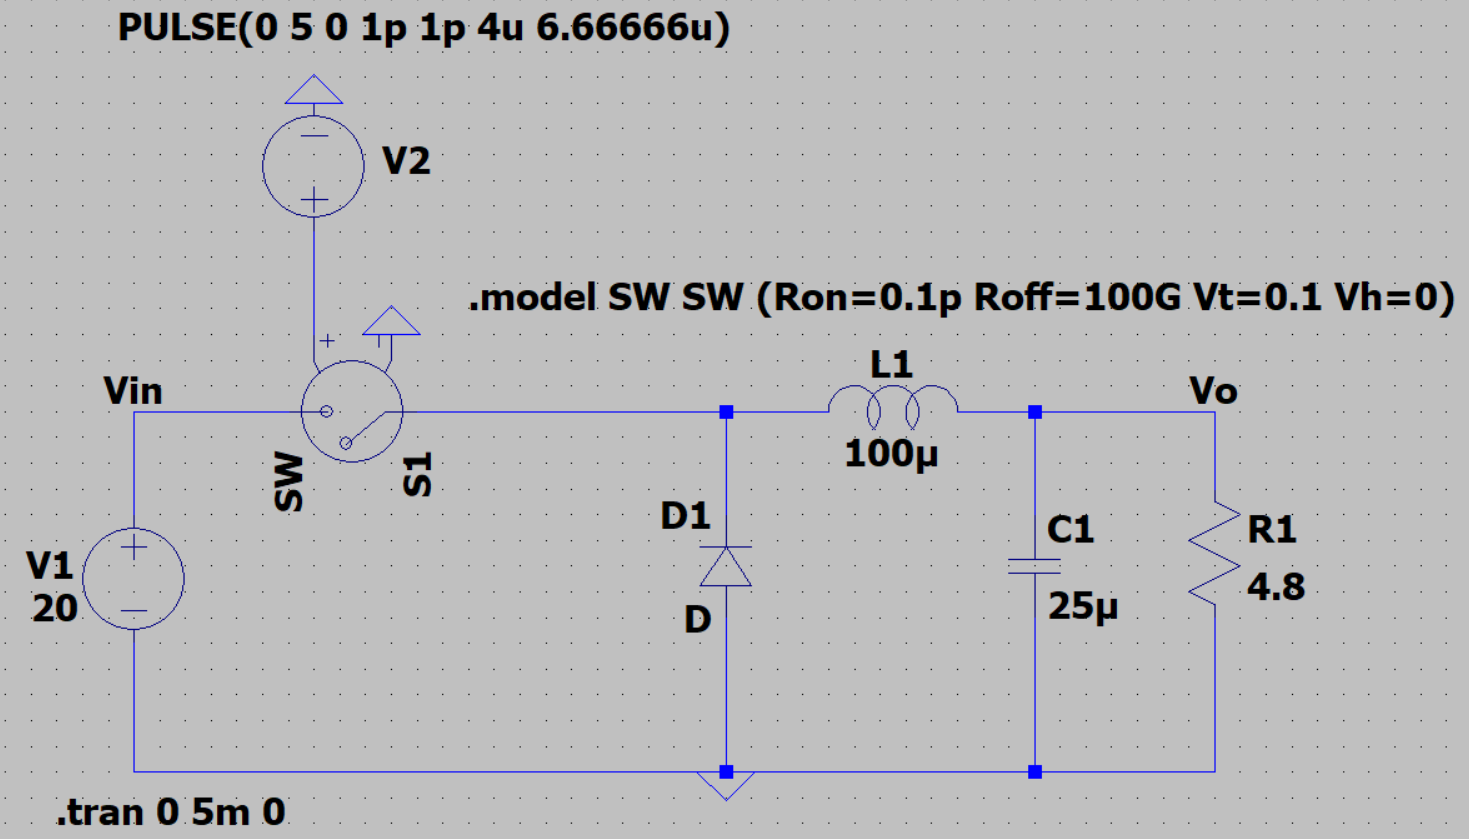 PULSE(0 5 0 1p 1p 4u 6.66666u)
V2
.model SW SW (Ron=0.1p Roff=100G Vt=0.1 Vh=0)
Vin
L1
Vo
100µ
SW
S1
D1
C1
R1
V1
20
4.8
25µ
D
.tran 0 5m 0